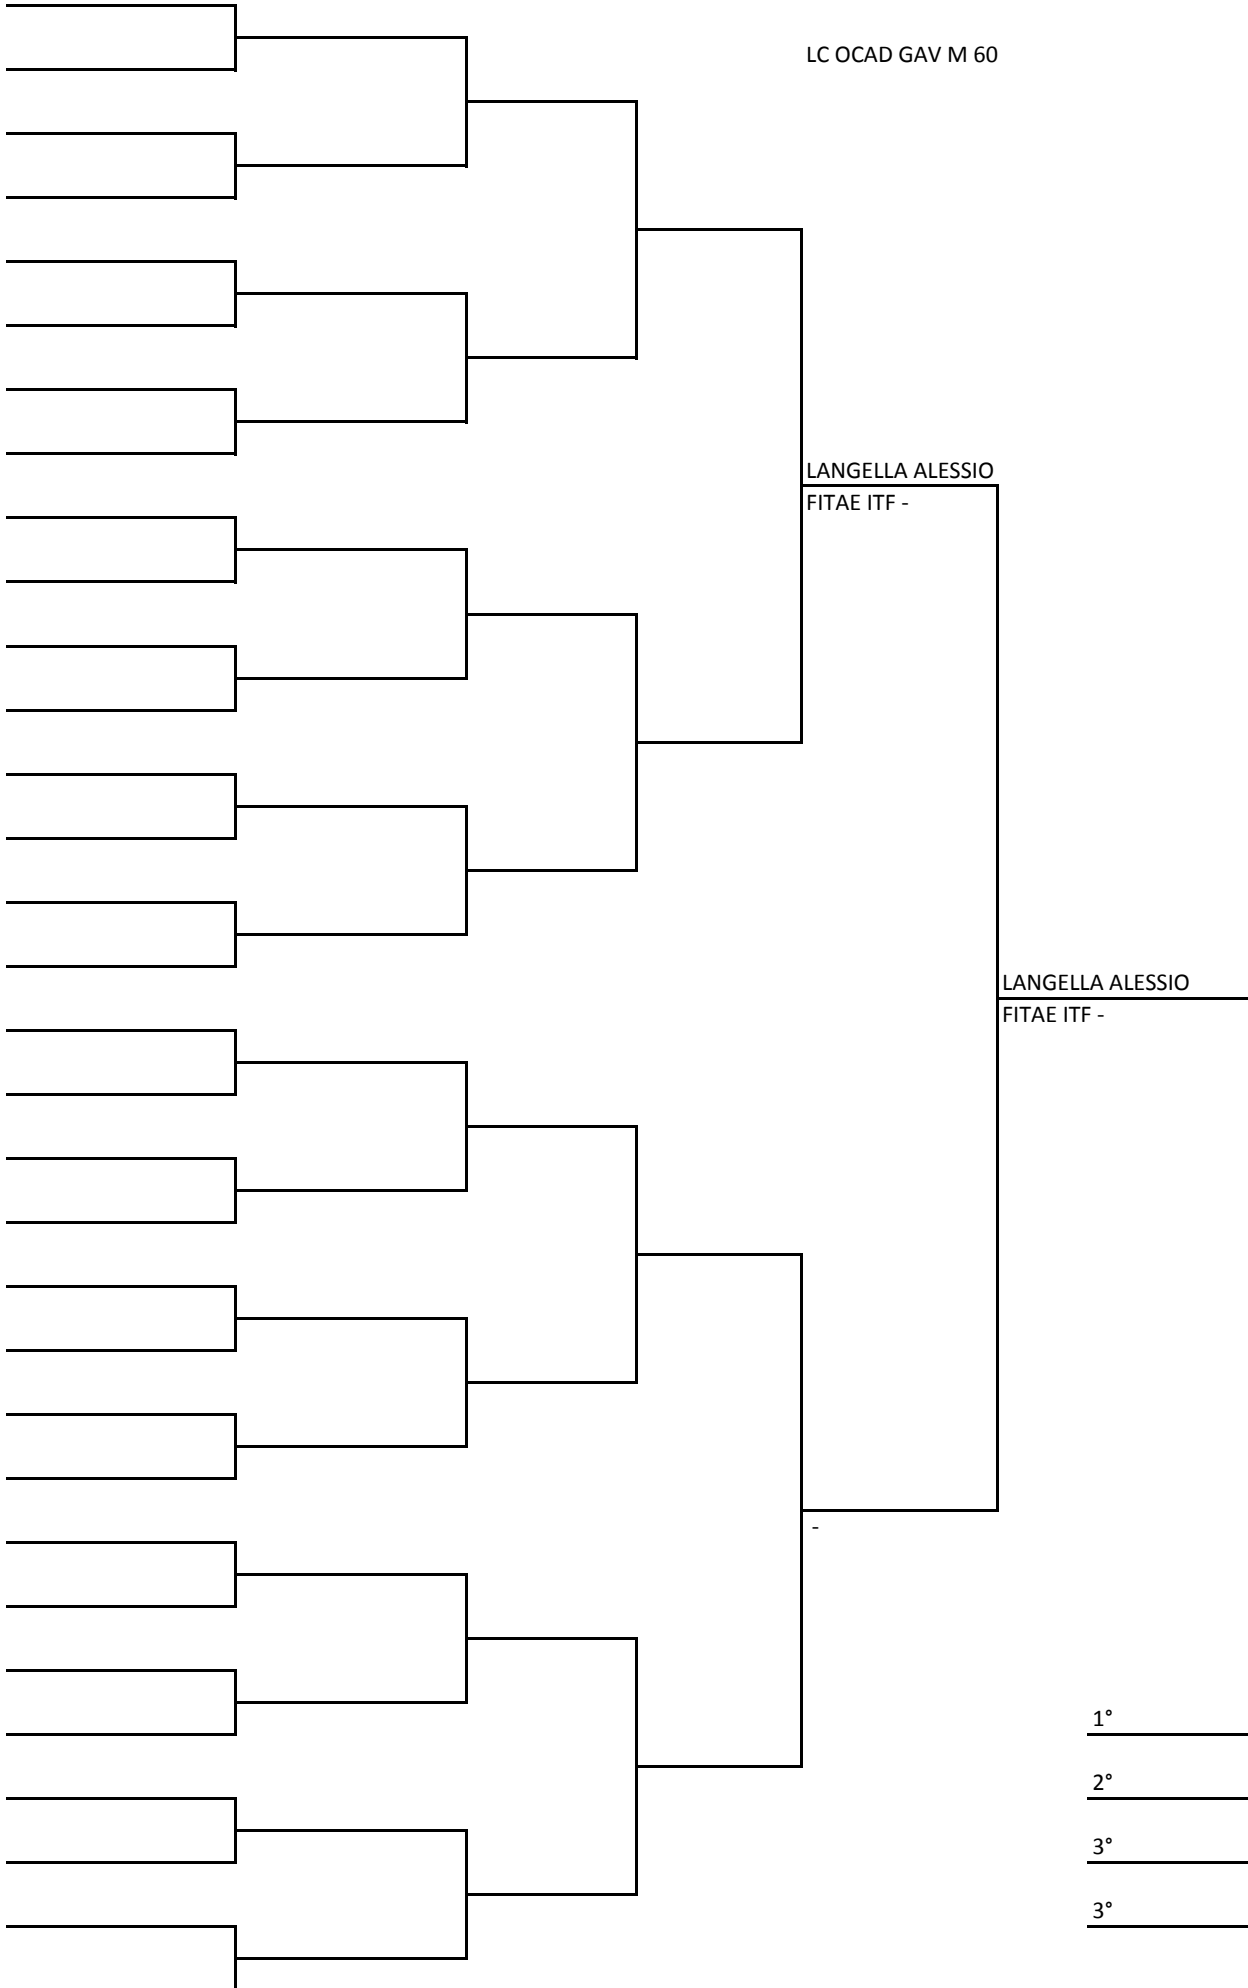 LC OCAD GAV M 60
LANGELLA ALESSIO
FITAE ITF -
LANGELLA ALESSIO
FITAE ITF -
-
1°
2°
3°
3°